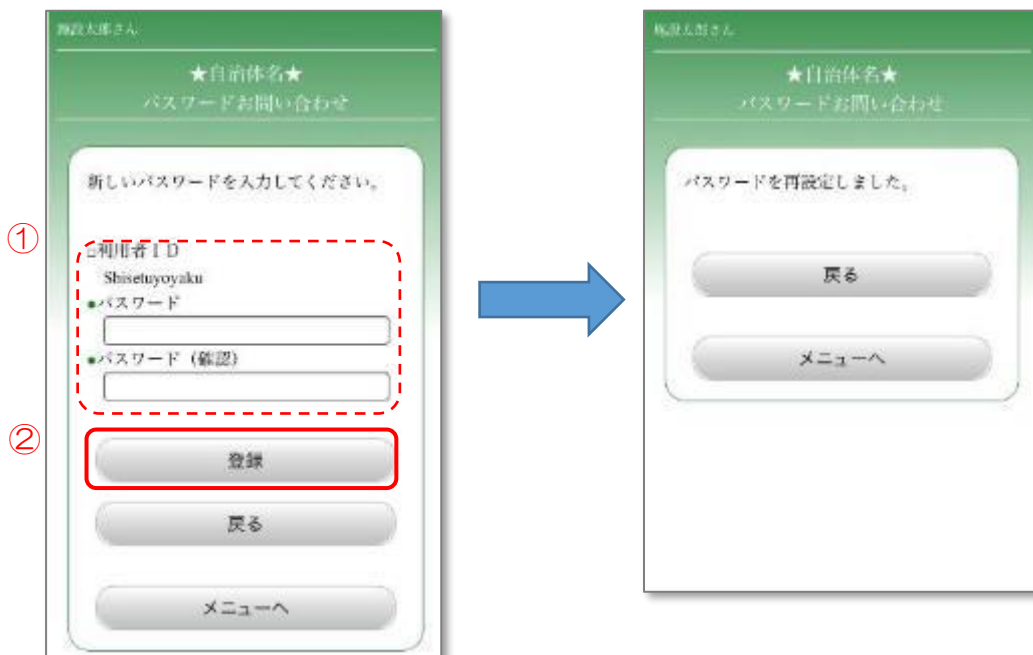 施設太郎さん
★自治体名★
パスワードお問い合わせ
新しいパスワードを入力してください。
①
□利用者ＩＤ
Shisetuyoyaku
●パスワード
●パスワード（確認）
②
登録
戻る
メニューへ
施設太郎さん
★自治体名★
パスワードお問い合わせ
パスワードを再設定しました。
戻る
メニューへ